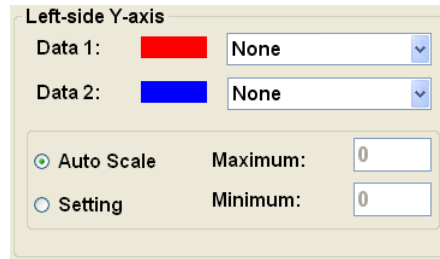 Left-side Y-axis
Data 1: None
Data 2: None
Auto Scale Maximum: 0
Setting Minimum: 0